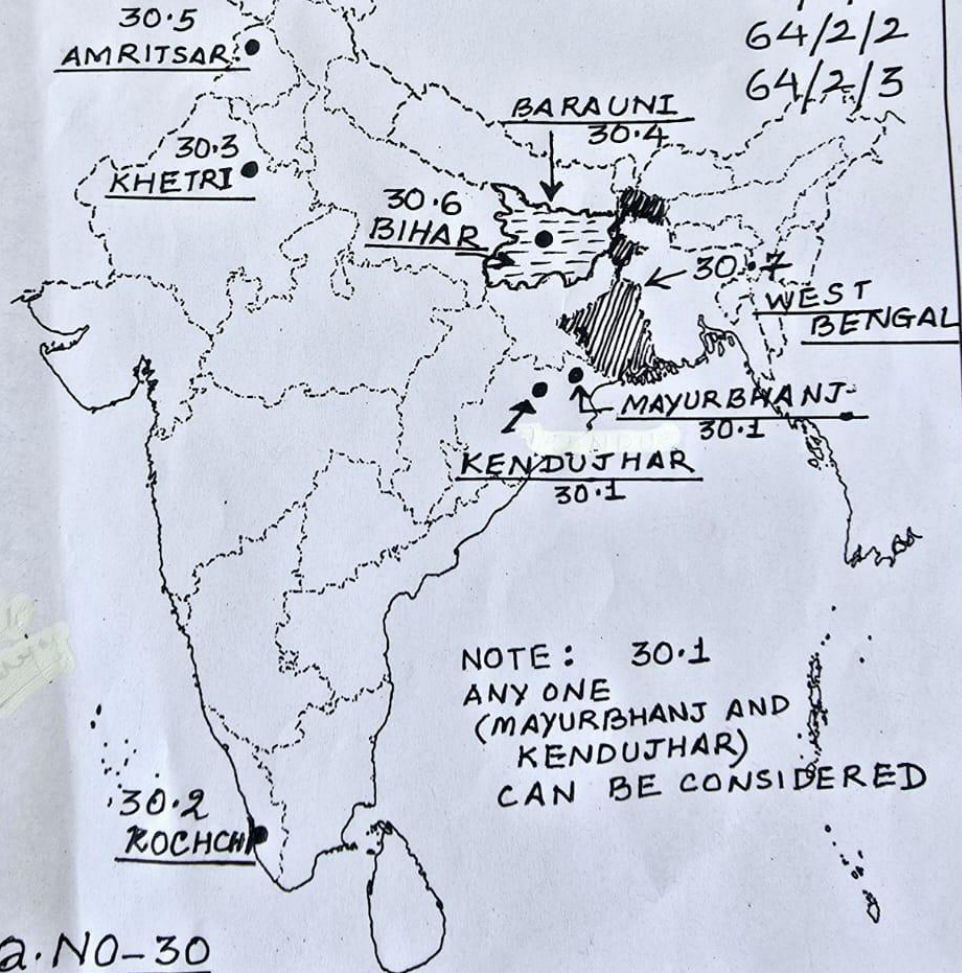 30.5
AMRITSAR
64/2/2
64/2/3
BARAUNI
30.4
30.3
KHETRI
30.6
BIHAR
30.7
WEST
BENGAL
MAYURBHANJ
30.1
KENDUJHAR
30.1
NOTE: 30.1
ANY ONE
(MAYURBHANJ AND
KENDUJHAR)
CAN BE CONSIDERED
30.2
KOCHCHI
Q.NO-30